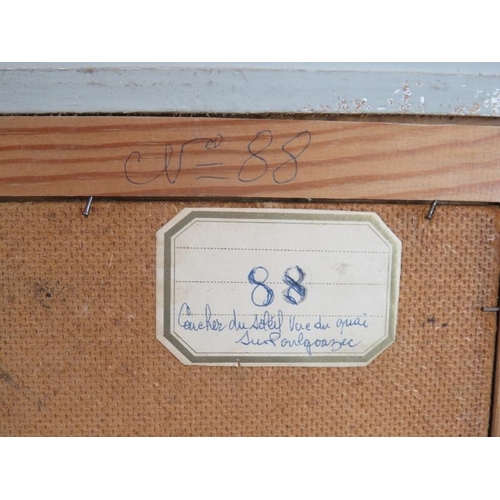 N° 88
88
Coucher du Soleil Vue du quai
sur Poulgoazec